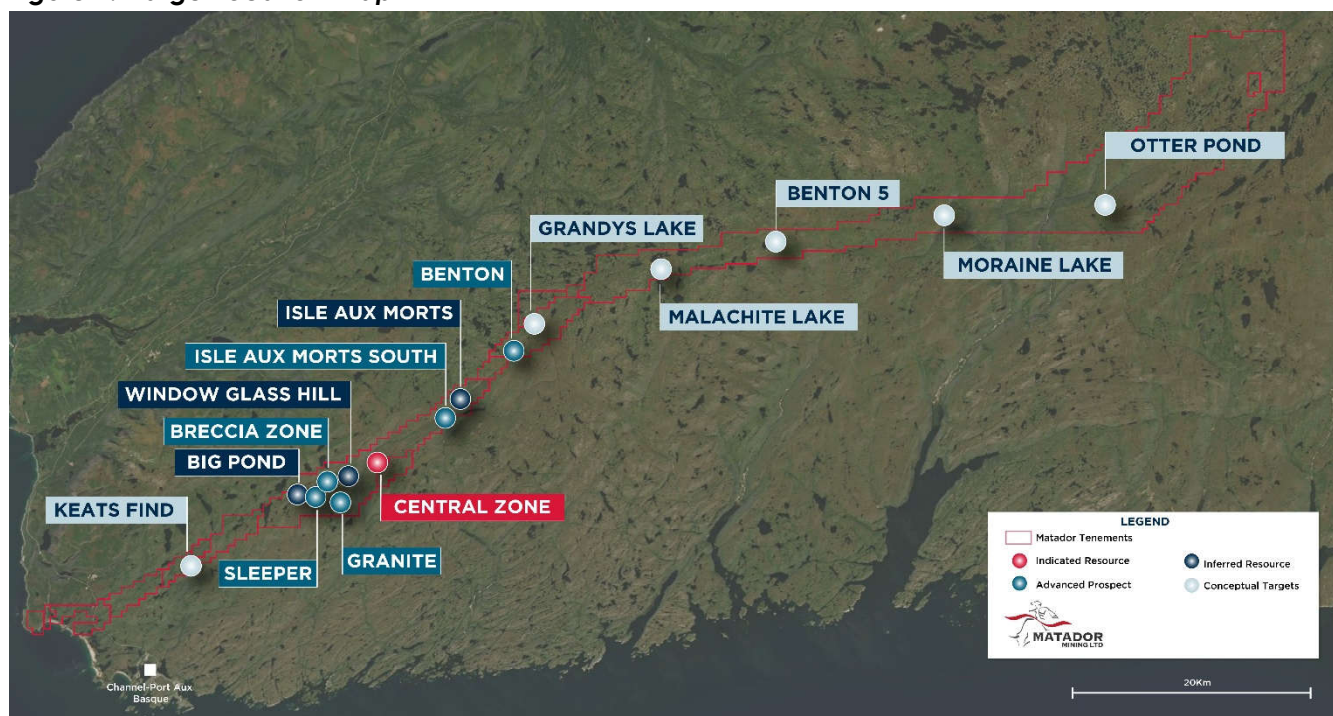 OTTER POND
BENTON 5
GRANDYS LAKE
MORAINE LAKE
BENTON
MALACHITE LAKE
ISLE AUX MORTS
ISLE AUX MORTS SOUTH
WINDOW GLASS HILL
BRECCIA ZONE
BIG POND
KEATS FIND
CENTRAL ZONE
GRANITE
SLEEPER
LEGEND
Matador Tenements
Indicated Resource
Inferred Resource
Advanced Prospect
Conceptual Targets
MATADOR
MINING LTD
Channel-Port Aux
Basque
20Km